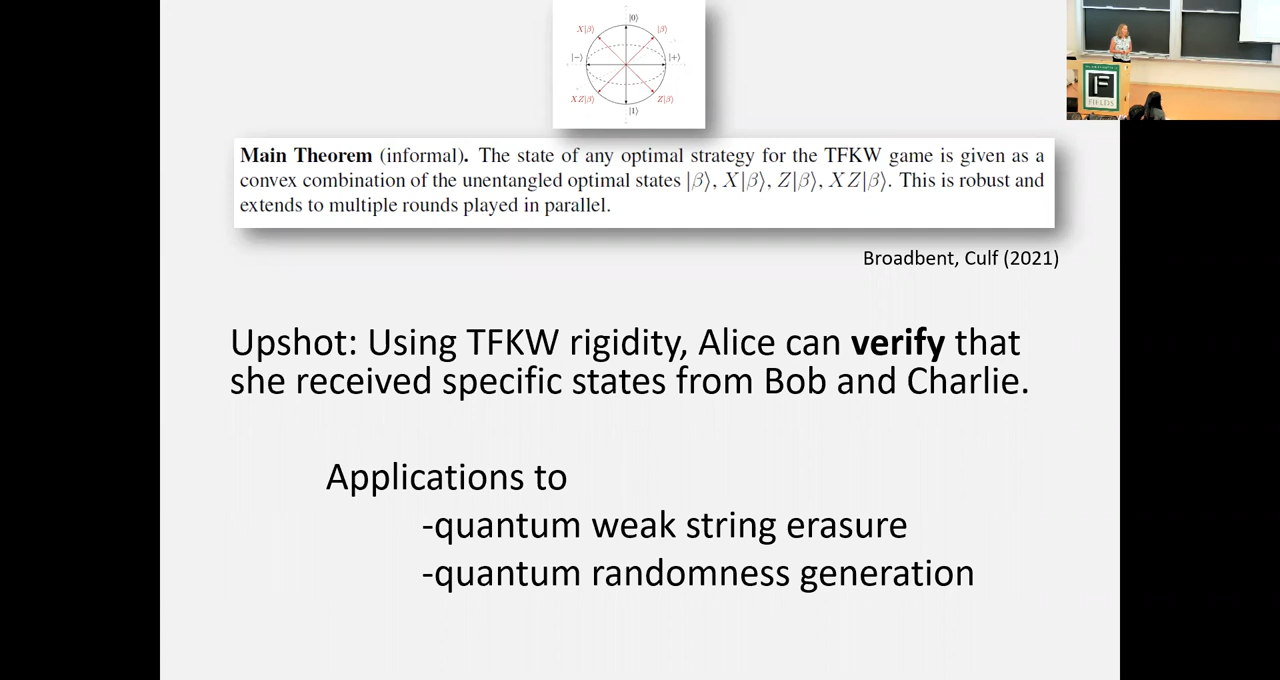 |0⟩
X|β⟩
|β⟩
|−⟩
|+⟩
XZ|β⟩
Z|β⟩
|1⟩
Main Theorem (informal). The state of any optimal strategy for the TFKW game is given as a
convex combination of the unentangled optimal states |β⟩, X|β⟩, Z|β⟩, XZ|β⟩. This is robust and
extends to multiple rounds played in parallel.
Broadbent, Culf (2021)
Upshot: Using TFKW rigidity, Alice can verify that
she received specific states from Bob and Charlie.
Applications to
-quantum weak string erasure
-quantum randomness generation
F
FIELDS